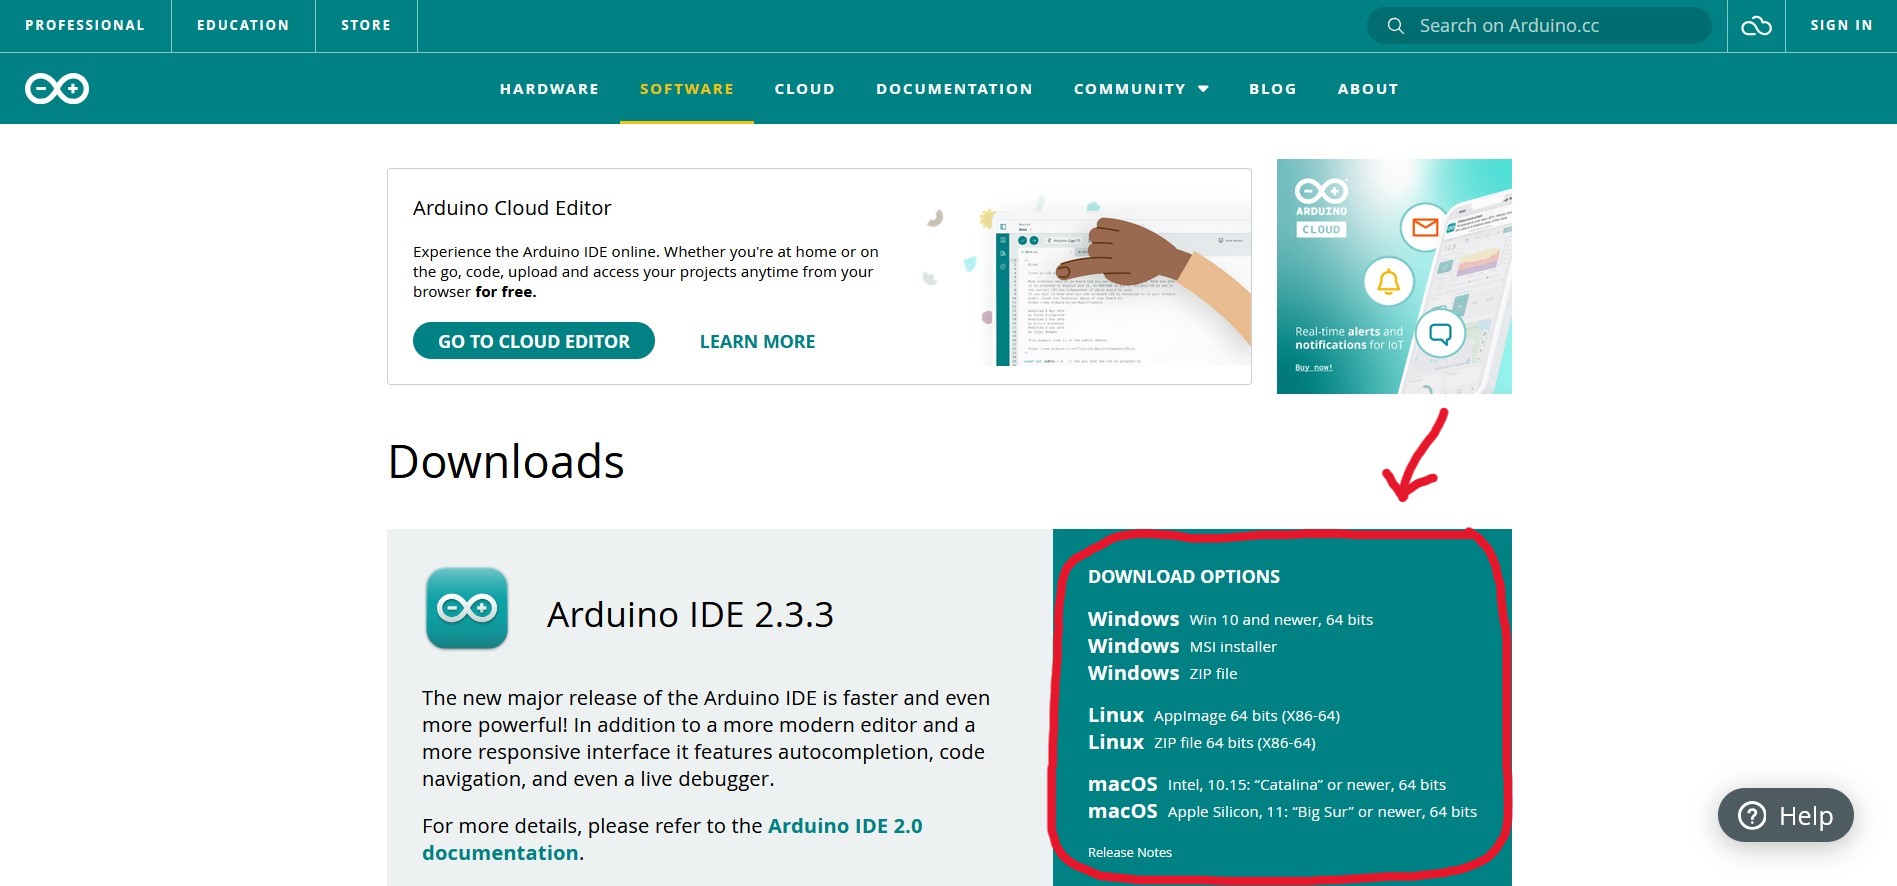 PROFESSIONAL
EDUCATION
STORE
Search on Arduino.cc
SIGN IN
HARDWARE
SOFTWARE
CLOUD
DOCUMENTATION
COMMUNITY
BLOG
ABOUT
Arduino Cloud Editor
Experience the Arduino IDE online. Whether you're at home or on
the go, code, upload and access your projects anytime from your
browser for free.
GO TO CLOUD EDITOR
LEARN MORE
ARDUINO
CLOUD
Real-time alerts and
notifications for IoT
Buy now!
Downloads
Arduino IDE 2.3.3
The new major release of the Arduino IDE is faster and even
more powerful! In addition to a more modern editor and a
more responsive interface it features autocompletion, code
navigation, and even a live debugger.
For more details, please refer to the Arduino IDE 2.0
documentation.
DOWNLOAD OPTIONS
Windows Win 10 and newer, 64 bits
Windows MSI installer
Windows ZIP file
Linux AppImage 64 bits (X86-64)
Linux ZIP file 64 bits (X86-64)
macOS Intel, 10.15: “Catalina” or newer, 64 bits
macOS Apple Silicon, 11: “Big Sur” or newer, 64 bits
Release Notes
Help